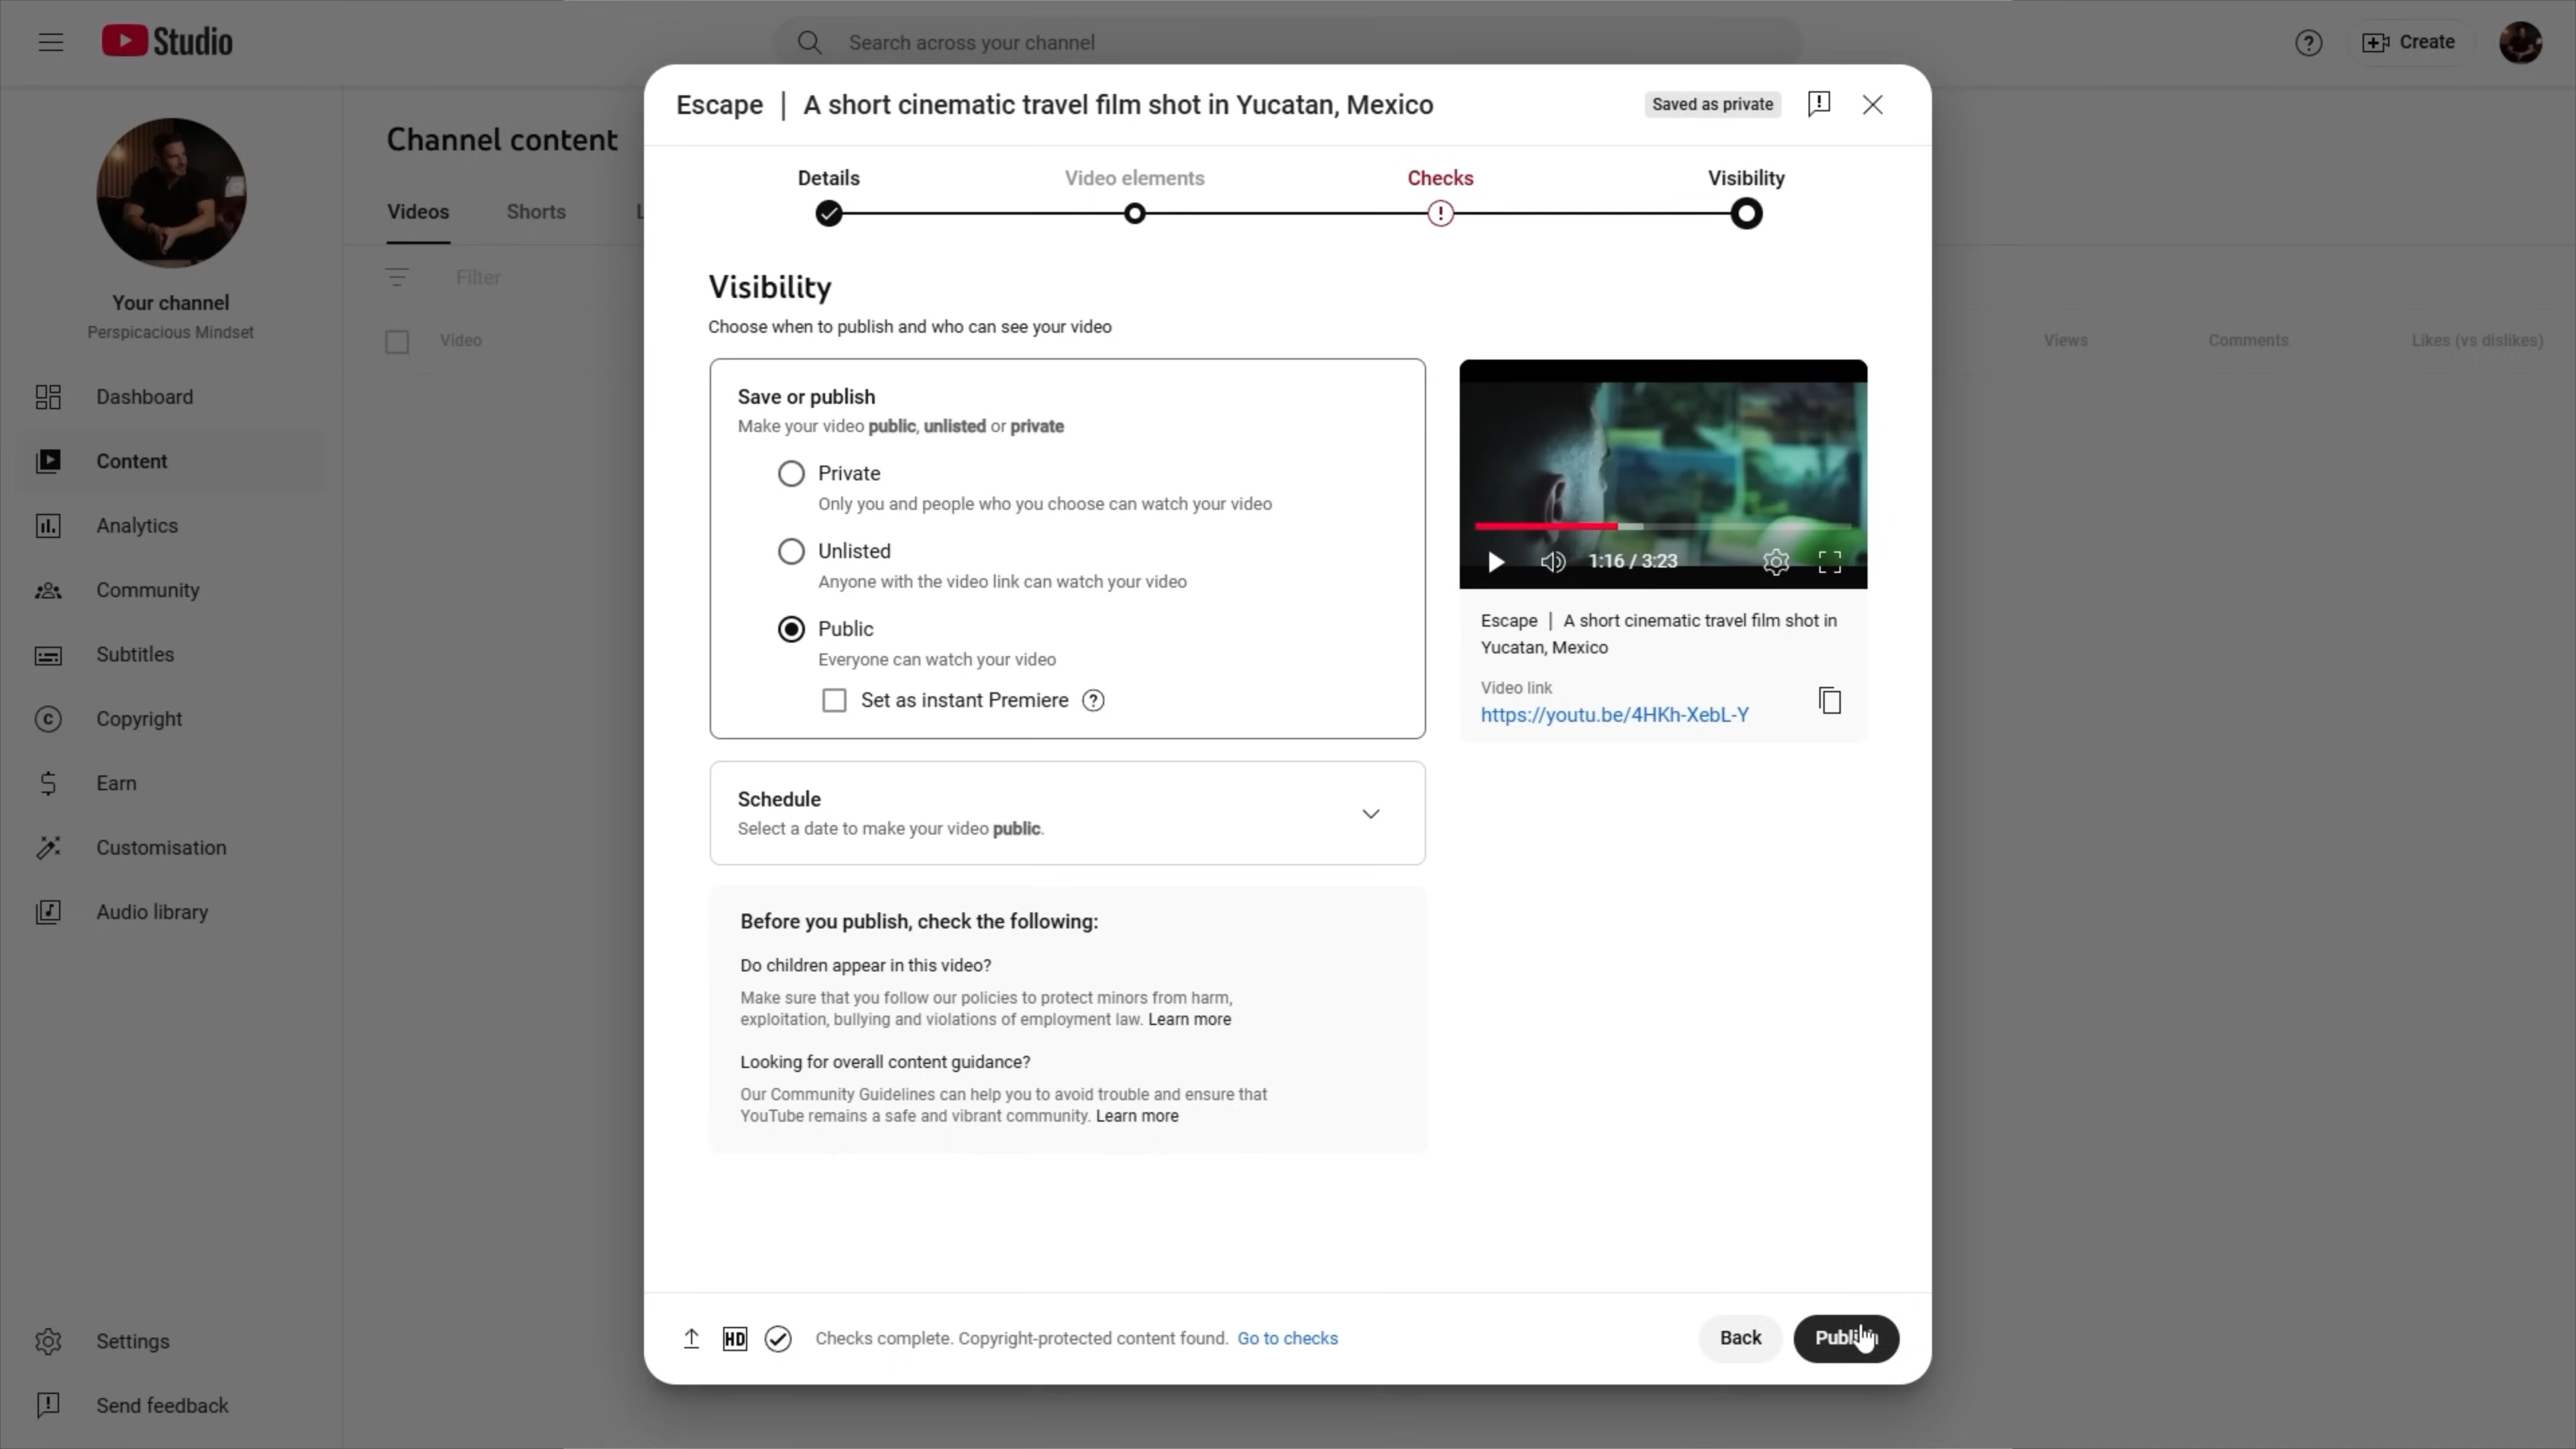 Studio
Search across your channel
Create
Escape | A short cinematic travel film shot in Yucatan, Mexico
Saved as private
Channel content
Details
Video elements
Checks
Visibility
Videos
Shorts
Filter
Your channel
Perspicacious Mindset
Video
Views
Comments
Likes (vs dislikes)
Visibility
Choose when to publish and who can see your video
Dashboard
Content
Analytics
Community
Subtitles
Copyright
Earn
Customisation
Audio library
Settings
Send feedback
Save or publish
Make your video public, unlisted or private
Private
Only you and people who you choose can watch your video
Unlisted
Anyone with the video link can watch your video
Public
Everyone can watch your video
Set as instant Premiere
1:16 / 3:23
Escape | A short cinematic travel film shot in
Yucatan, Mexico
Video link
https://youtu.be/4HKh-XebL-Y
Schedule
Select a date to make your video public.
Before you publish, check the following:
Do children appear in this video?
Make sure that you follow our policies to protect minors from harm,
exploitation, bullying and violations of employment law. Learn more
Looking for overall content guidance?
Our Community Guidelines can help you to avoid trouble and ensure that
YouTube remains a safe and vibrant community. Learn more
HD
Checks complete. Copyright-protected content found. Go to checks
Back
Publish